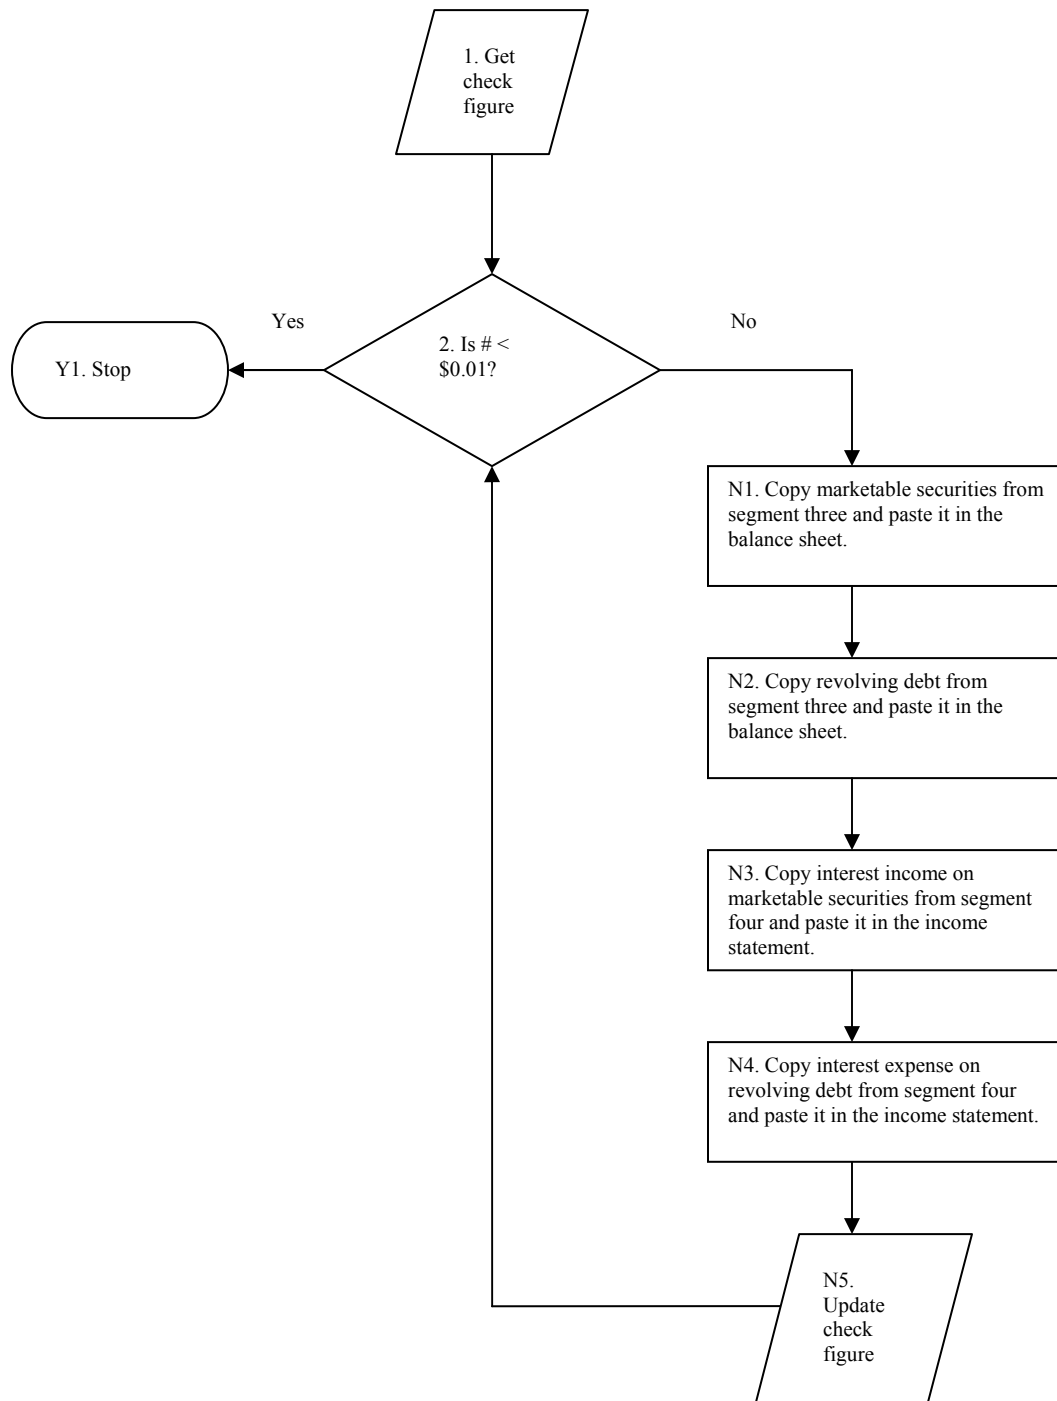 1. Get
check
figure
Yes
No
2. Is # <
$0.01?
Y1. Stop
N1. Copy marketable securities from
segment three and paste it in the
balance sheet.
N2. Copy revolving debt from
segment three and paste it in the
balance sheet.
N3. Copy interest income on
marketable securities from segment
four and paste it in the income
statement.
N4. Copy interest expense on
revolving debt from segment four
and paste it in the income statement.
N5.
Update
check
figure